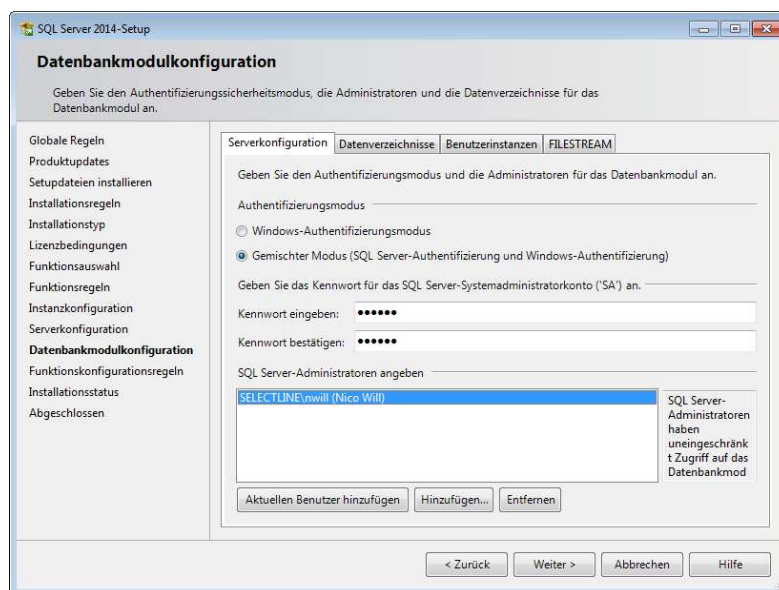 SQL Server 2014-Setup
Datenbankmodulkonfiguration
Geben Sie den Authentifizierungssicherheitsmodus, die Administratoren und die Datenverzeichnisse für das
Datenbankmodul an.
Globale Regeln
Produktupdates
Setupdateien installieren
Installationsregeln
Installationstyp
Lizenzbedingungen
Funktionsauswahl
Funktionsregeln
Instanzkonfiguration
Serverkonfiguration
Datenbankmodulkonfiguration
Funktionskonfigurationsregeln
Installationsstatus
Abgeschlossen
Serverkonfiguration Datenverzeichnisse Benutzerinstanzen FILESTREAM
Geben Sie den Authentifizierungsmodus und die Administratoren für das Datenbankmodul an.
Authentifizierungsmodus
Windows-Authentifizierungsmodus
Gemischter Modus (SQL Server-Authentifizierung und Windows-Authentifizierung)
Geben Sie das Kennwort für das SQL Server-Systemadministratorkonto ('SA') an.
Kennwort eingeben: ••••••
Kennwort bestätigen: ••••••
SQL Server-Administratoren angeben
SELECTLINE\nwill (Nico Will)
SQL Server-
Administratoren
haben
uneingeschränk
t Zugriff auf das
Datenbankmod
Aktuellen Benutzer hinzufügen Hinzufügen... Entfernen
< Zurück Weiter > Abbrechen Hilfe